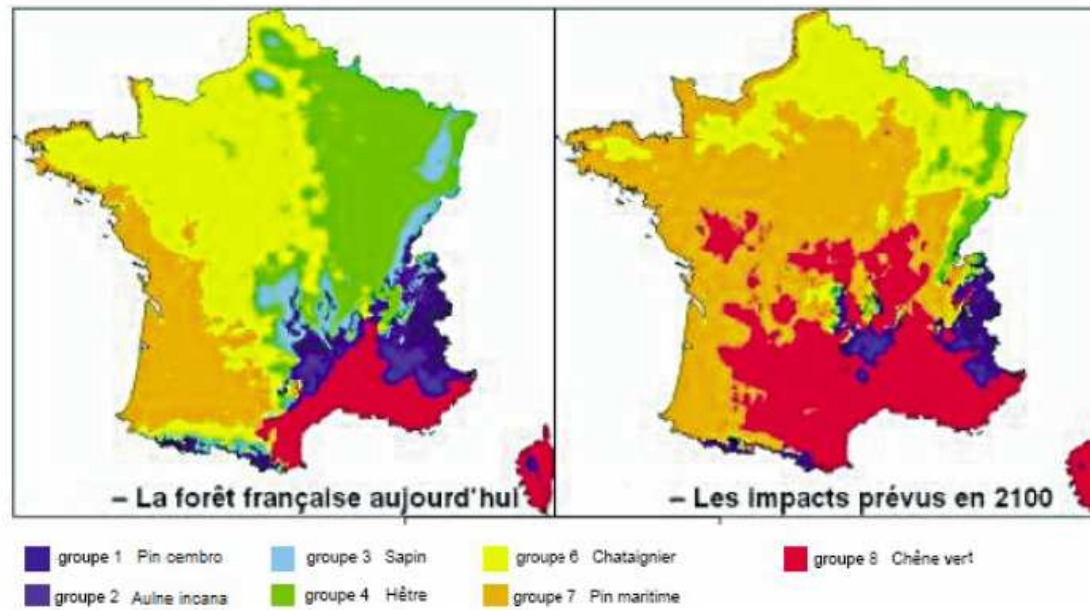 – La forêt française aujourd'hui
– Les impacts prévus en 2100
groupe 1 Pin cembro
groupe 3 Sapin
groupe 6 Chataignier
groupe 8 Chêne vert
groupe 2 Aulne incana
groupe 4 Hêtre
groupe 7 Pin maritime